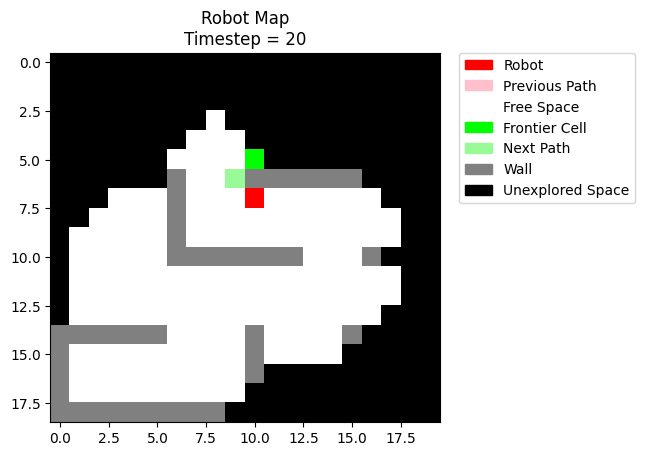 Robot Map
Timestep = 20
0.0
2.5
5.0
7.5
10.0
12.5
15.0
17.5
0.0 2.5 5.0 7.5 10.0 12.5 15.0 17.5
Robot
Previous Path
Free Space
Frontier Cell
Next Path
Wall
Unexplored Space